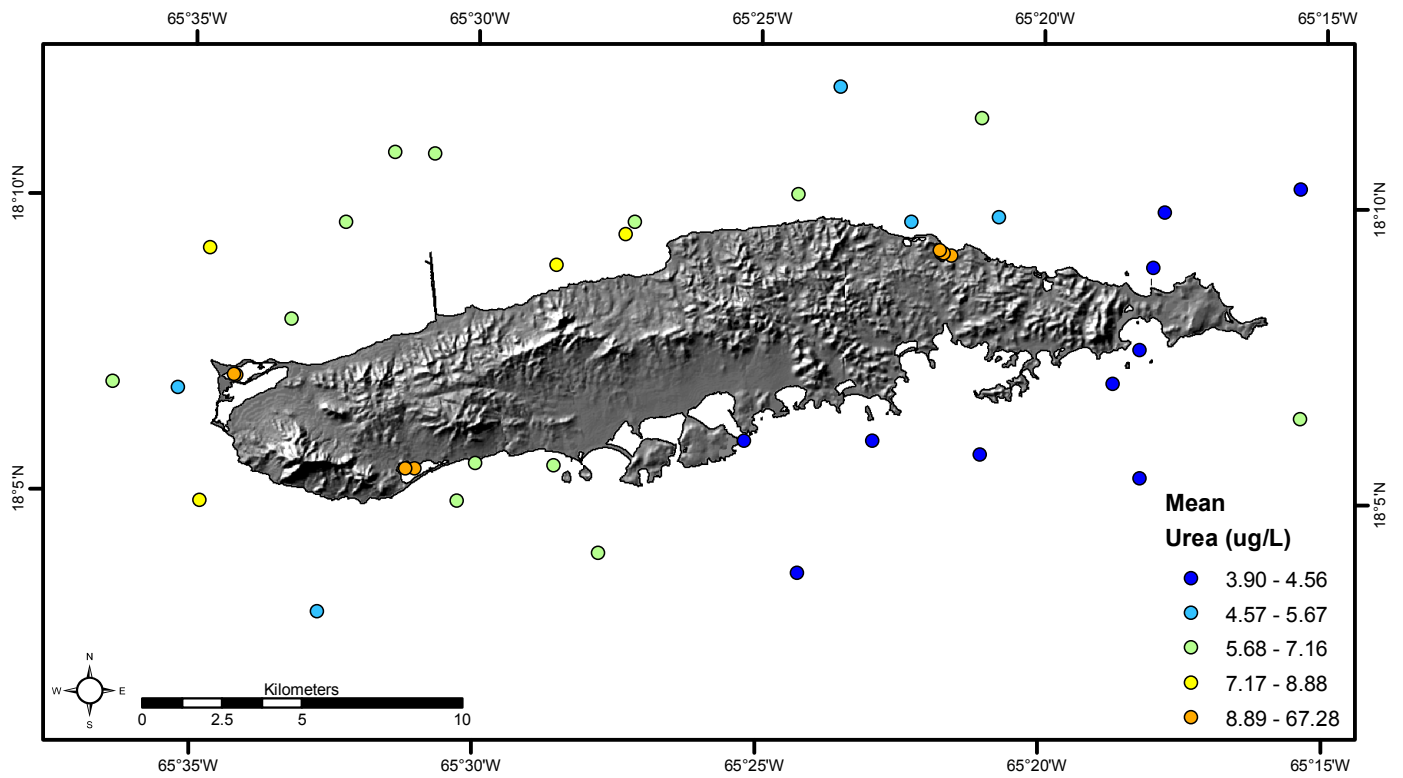 65°35'W 65°30'W 65°25'W 65°20'W 65°15'W
18°10'N
18°10'N
18°5'N
18°5'N
Mean
Urea (ug/L)
3.90 - 4.56
4.57 - 5.67
5.68 - 7.16
7.17 - 8.88
8.89 - 67.28
N
W E
S
Kilometers
0 2.5 5 10
65°35'W 65°30'W 65°25'W 65°20'W 65°15'W